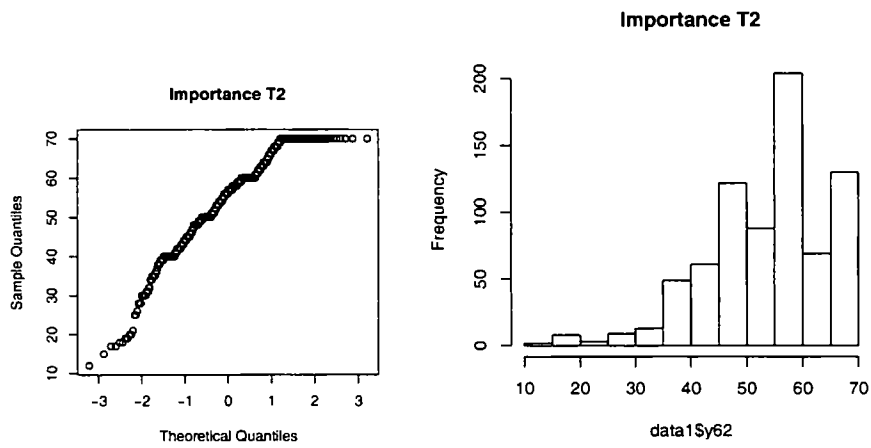 Importance T2
70
60
50
40
30
20
10
Sample Quantiles
-3 -2 -1 0 1 2 3
Theoretical Quantiles
Importance T2
200
150
100
50
0
Frequency
10 20 30 40 50 60 70
data1$y62